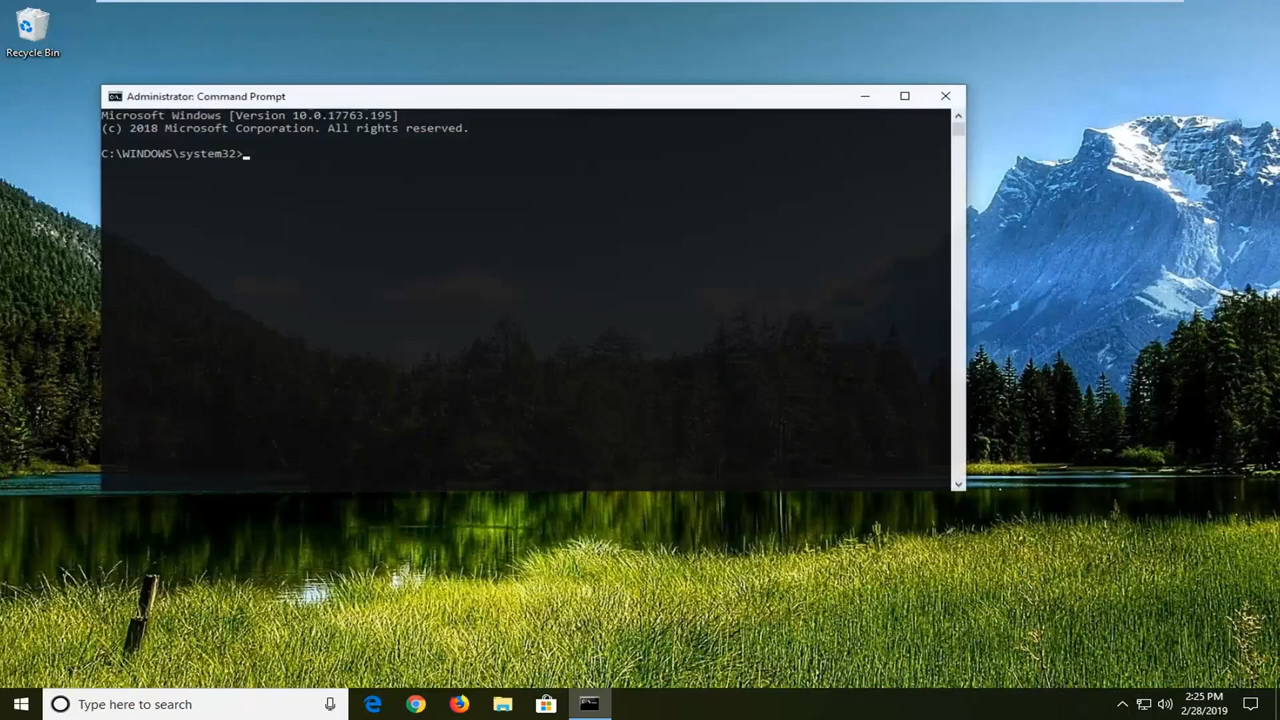 Recycle Bin
Administrator: Command Prompt
Microsoft Windows [Version 10.0.17763.195]
(c) 2018 Microsoft Corporation. All rights reserved.
C:\WINDOWS\system32>
Type here to search
2:25 PM
2/28/2019